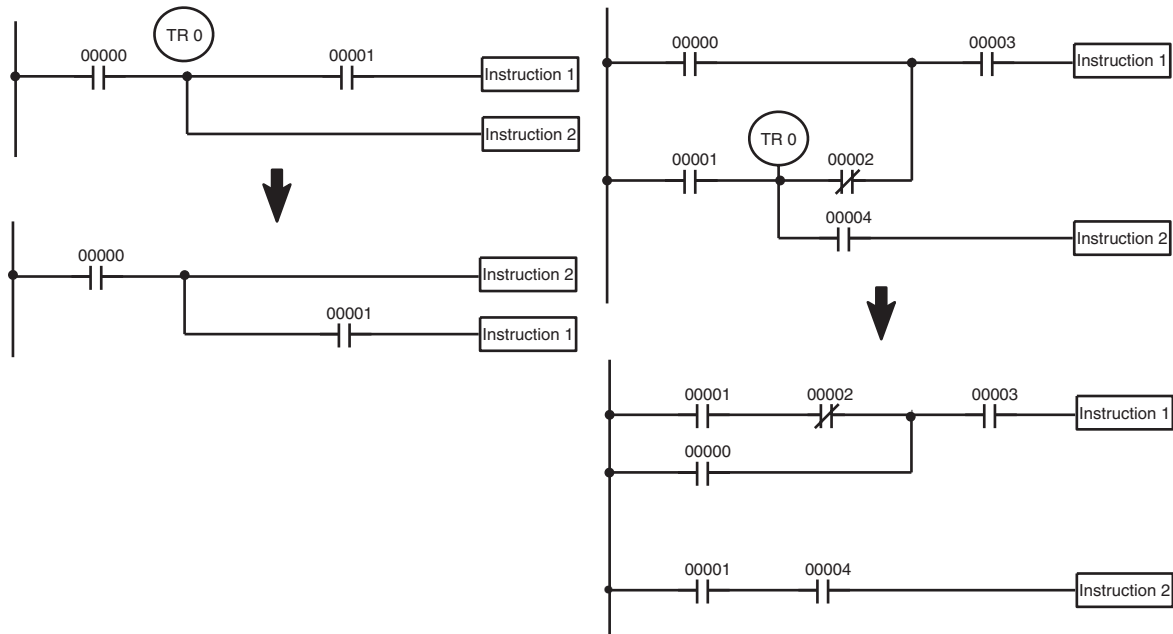 TR 0
00000
00001
Instruction 1
Instruction 2
00000
Instruction 2
00001
Instruction 1
00000
00003
Instruction 1
TR 0
00001
00002
00004
Instruction 2
00001
00002
00003
Instruction 1
00000
00001
00004
Instruction 2